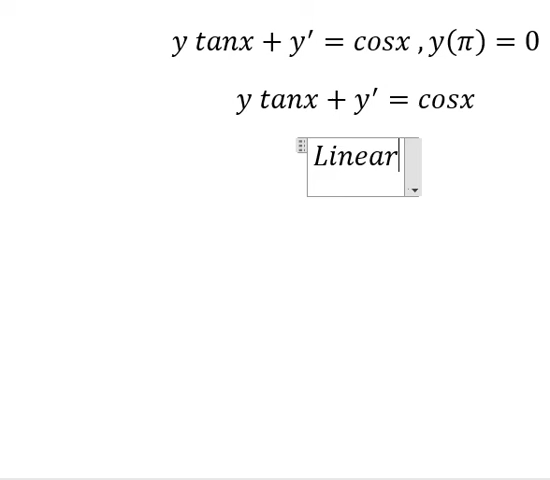 y tanx + y′ = cosx , y(π) = 0
y tanx + y′ = cosx
Linear